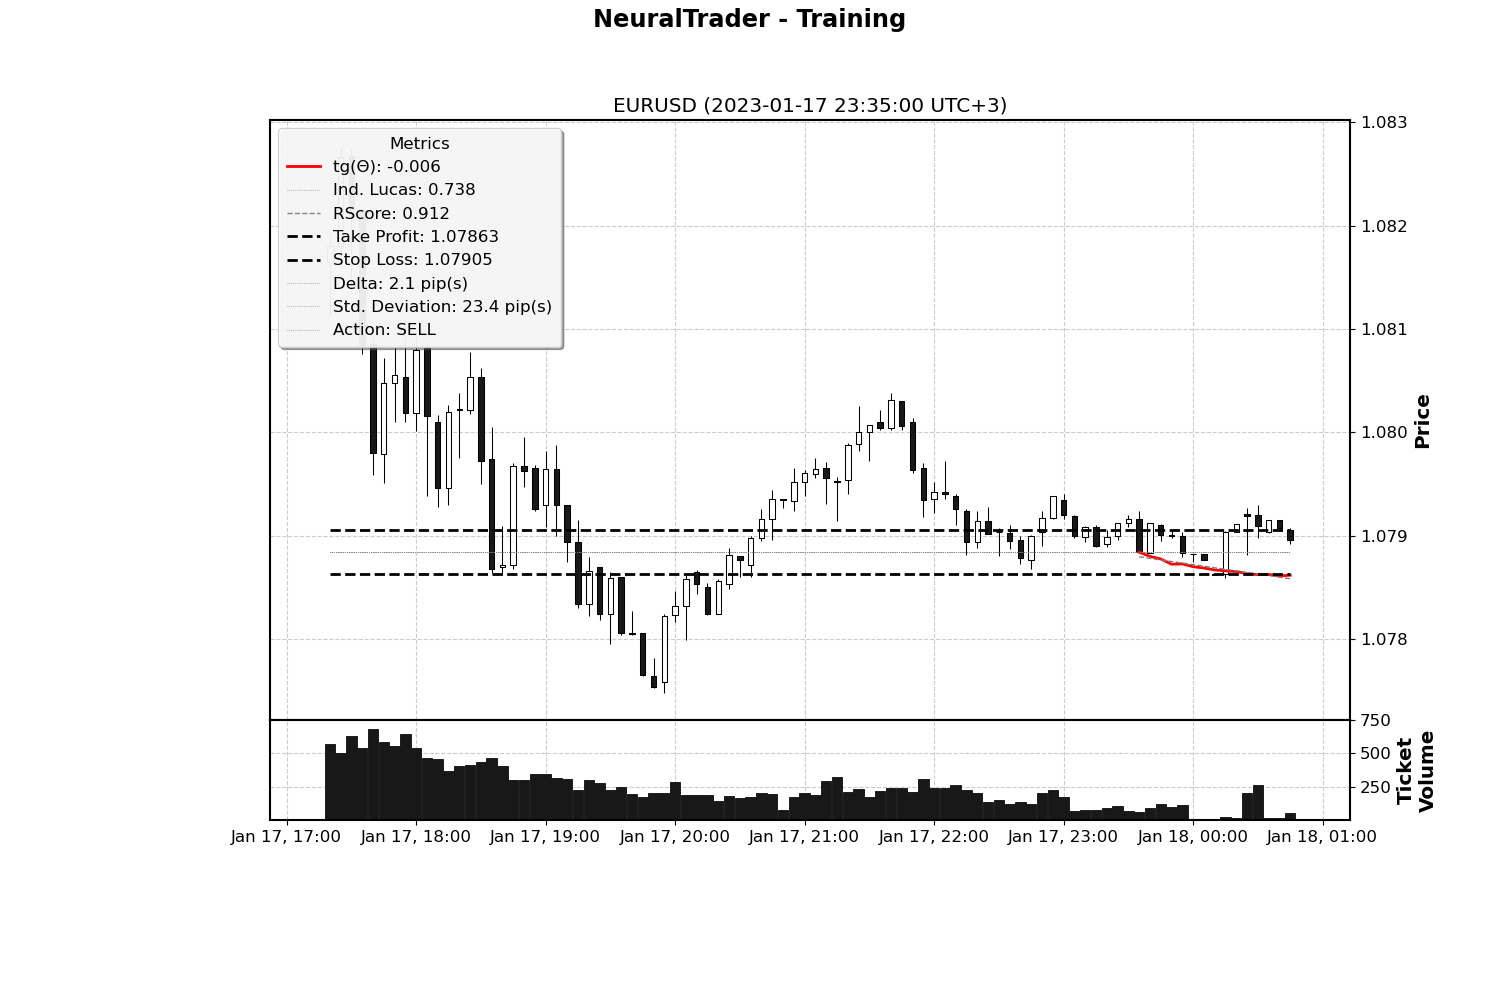 NeuralTrader - Training
EURUSD (2023-01-17 23:35:00 UTC+3)
Metrics
tg(Θ): -0.006
Ind. Lucas: 0.738
RScore: 0.912
Take Profit: 1.07863
Stop Loss: 1.07905
Delta: 2.1 pip(s)
Std. Deviation: 23.4 pip(s)
Action: SELL
1.083
1.082
1.081
1.080
1.079
1.078
Price
750
500
250
Ticket
Volume
Jan 17, 17:00
Jan 17, 18:00
Jan 17, 19:00
Jan 17, 20:00
Jan 17, 21:00
Jan 17, 22:00
Jan 17, 23:00
Jan 18, 00:00
Jan 18, 01:00